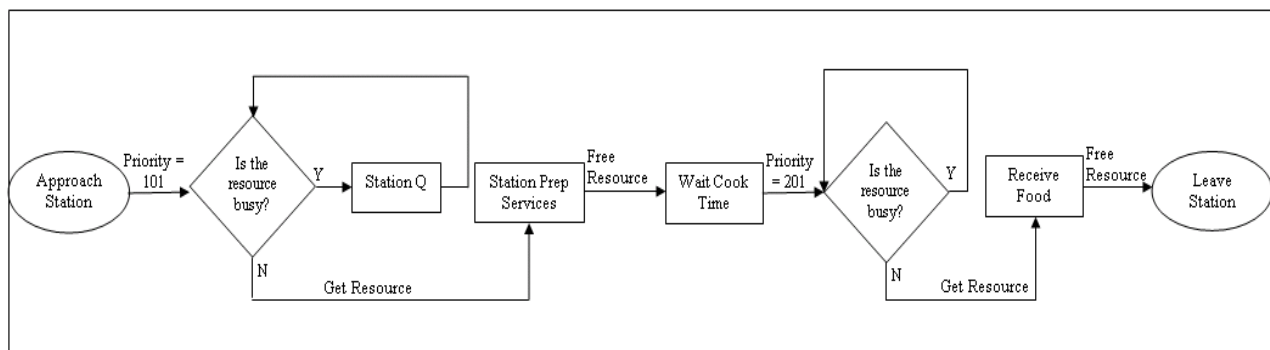 Approach
Station
Priority =
101
Is the
resource
busy?
Y
N
Station Q
Get Resource
Station Prep
Services
Free
Resource
Wait Cook
Time
Priority
= 201
Is the
resource
busy?
Y
N
Get Resource
Receive
Food
Free
Resource
Leave
Station